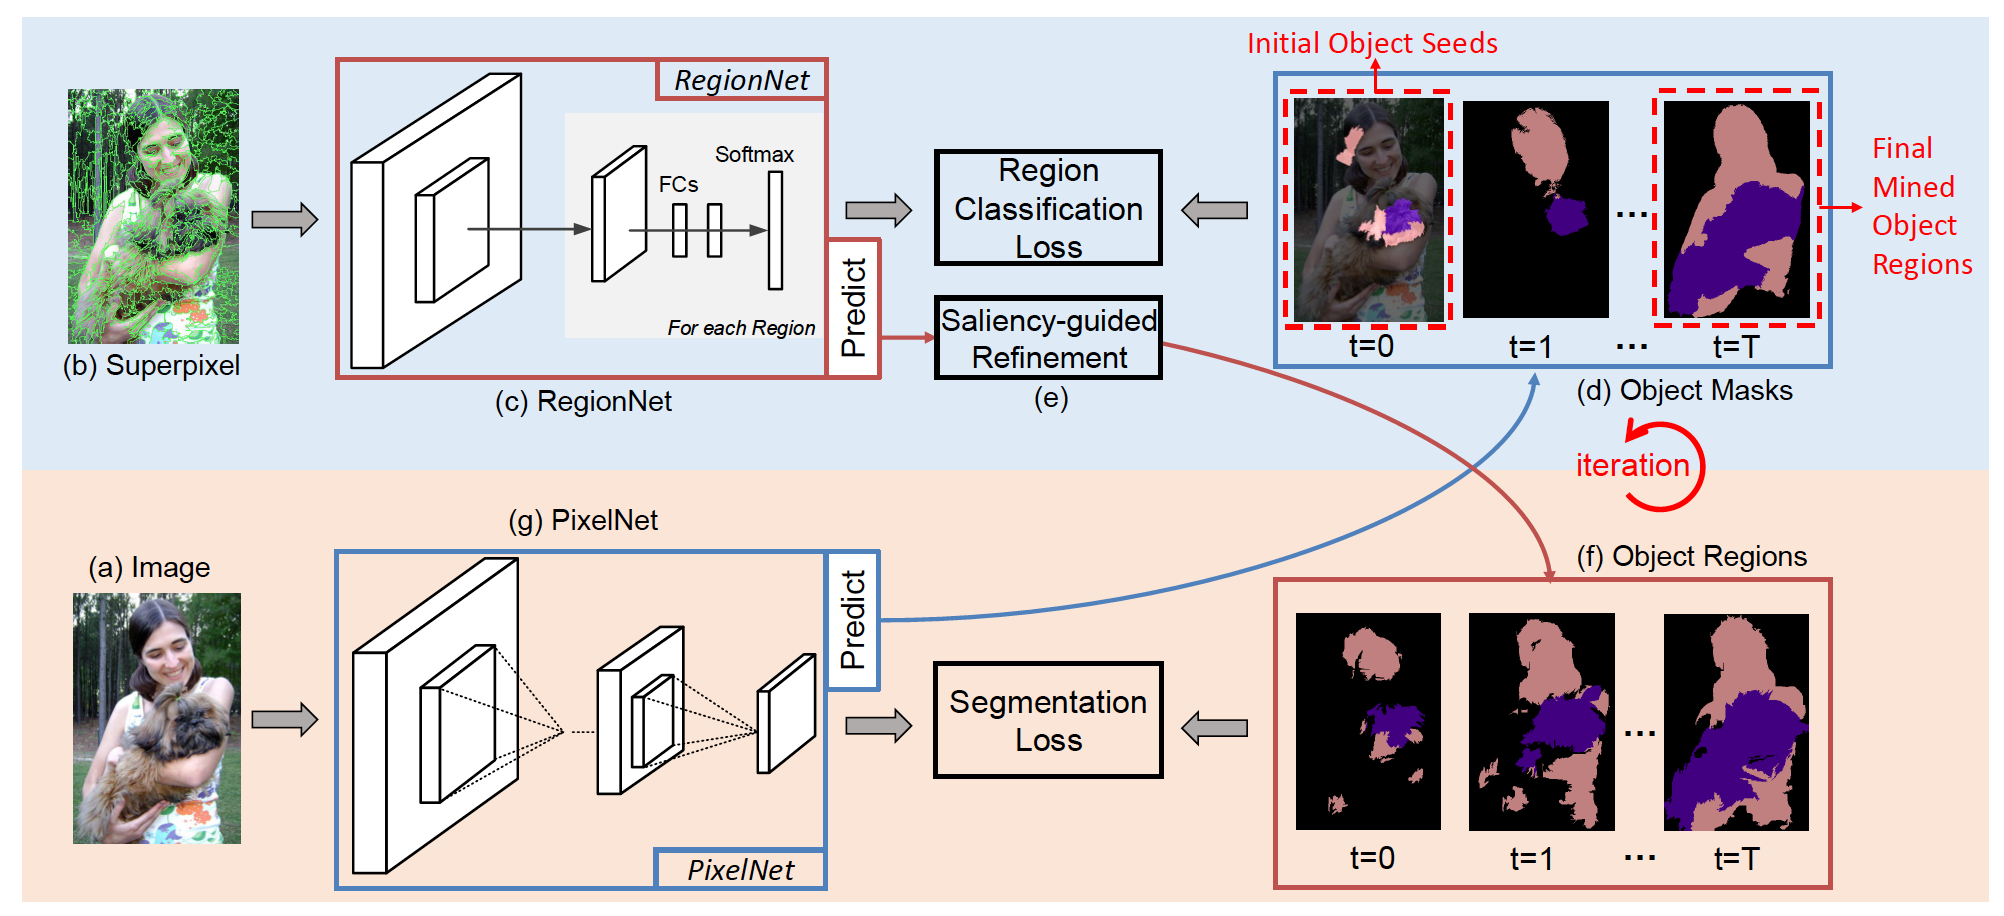 Initial Object Seeds
RegionNet
Softmax
FCs
For each Region
Predict
(b) Superpixel
(c) RegionNet
Region
Classification
Loss
Saliency-guided
Refinement
(e)
t=0
t=1
...
t=T
...
(d) Object Masks
Final
Mined
Object
Regions
iteration
(g) PixelNet
(a) Image
Predict
PixelNet
Segmentation
Loss
(f) Object Regions
...
t=0
t=1
...
t=T